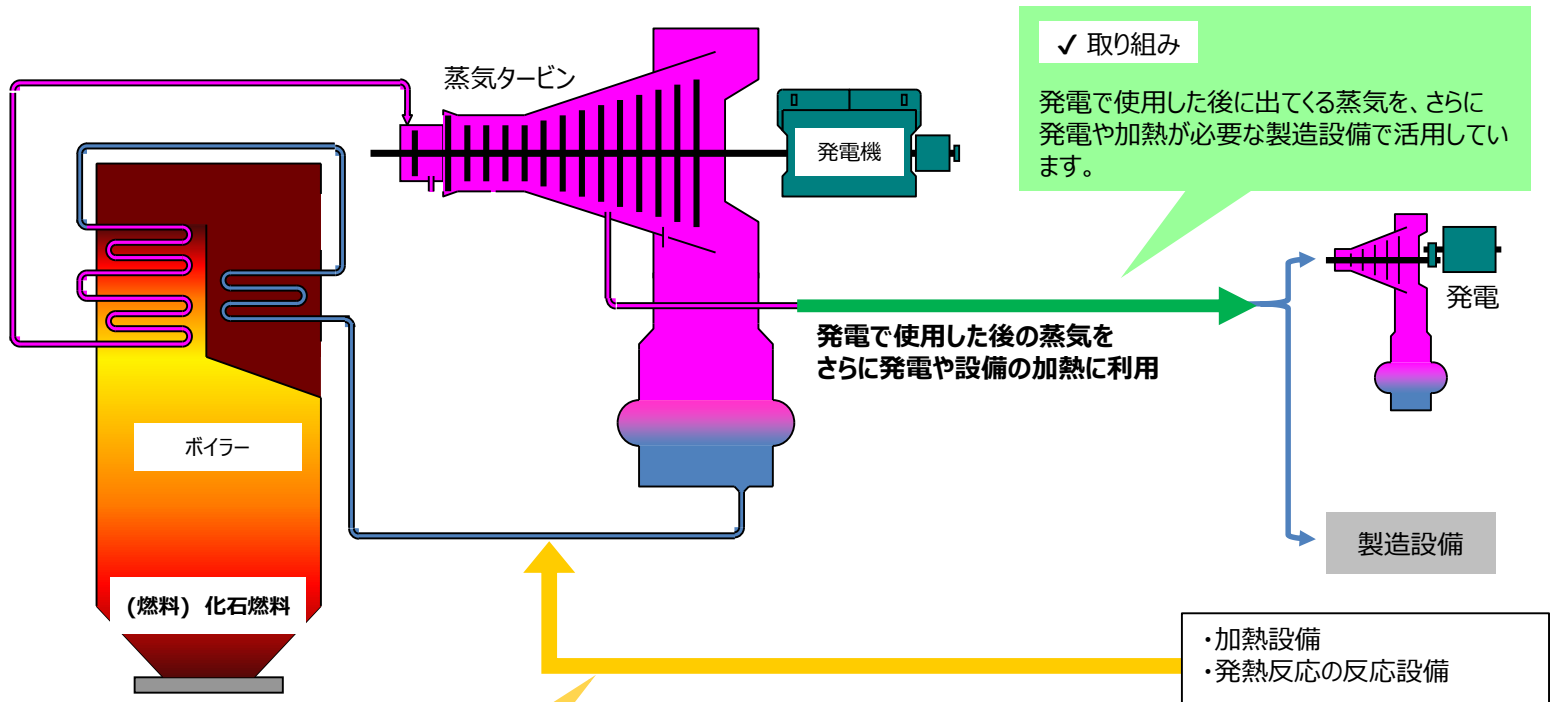 ✓ 取り組み
発電で使用した後に出てくる蒸気を、さらに
発電や加熱が必要な製造設備で活用してい
ます。
蒸気タービン
発電機
発電
発電で使用した後の蒸気を
さらに発電や設備の加熱に利用
ボイラー
製造設備
(燃料) 化石燃料
・加熱設備
・発熱反応の反応設備